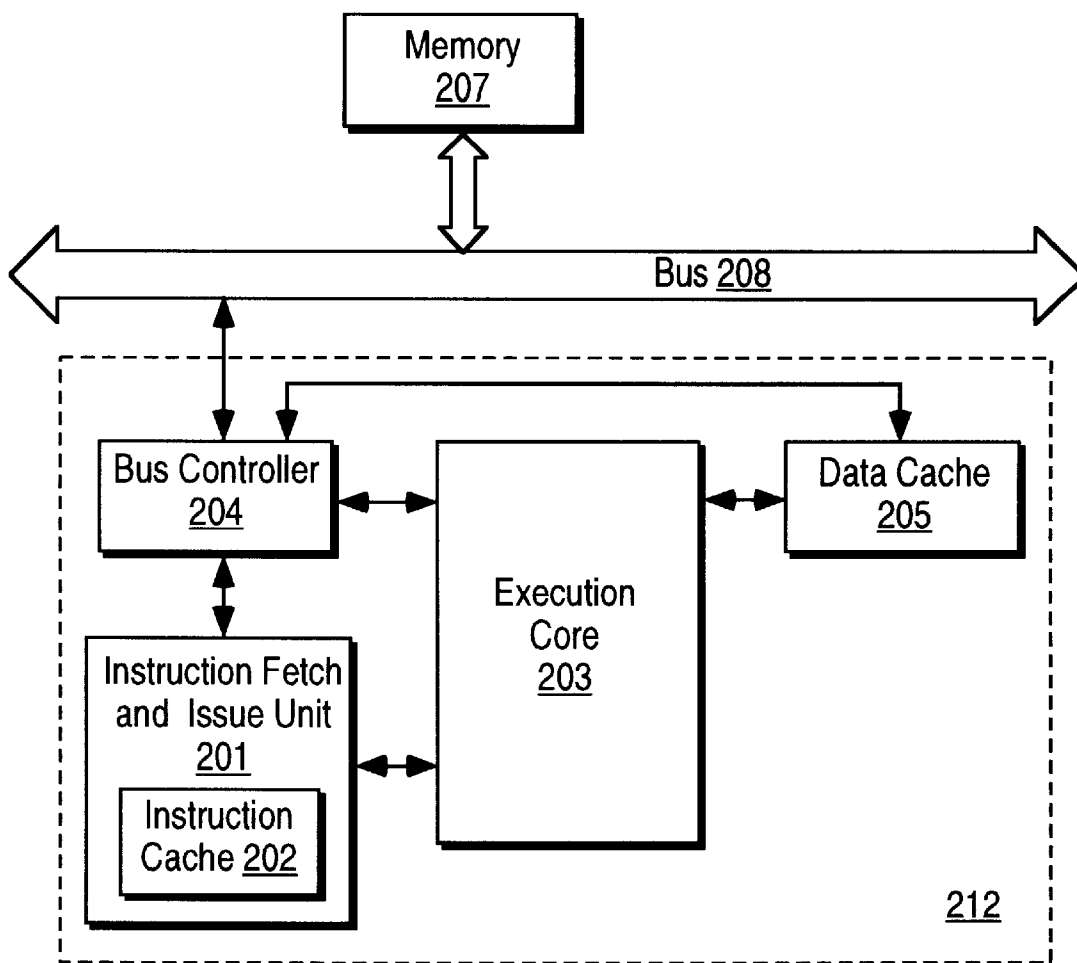 Memory
207
Bus 208
Bus Controller
204
Data Cache
205
Execution
Core
203
Instruction Fetch
and Issue Unit
201
Instruction
Cache 202
212